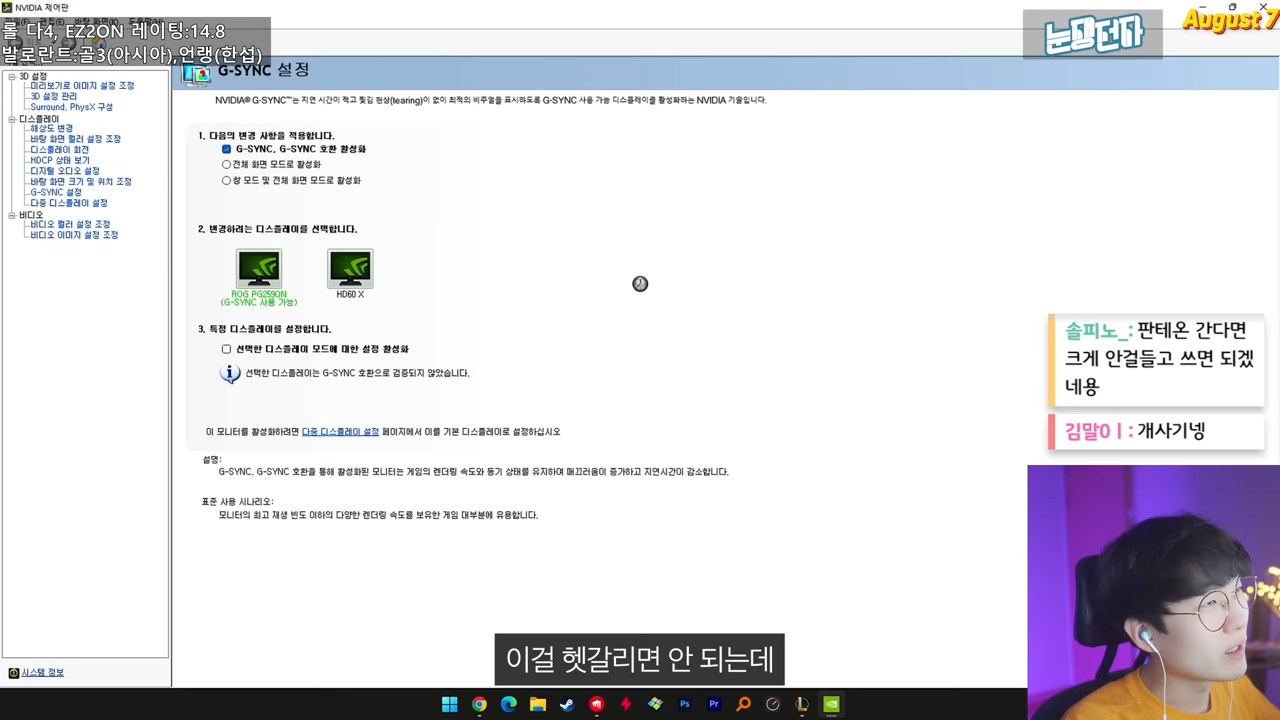 NVIDIA 제어판
롤 다4, EZ2ON 레이팅:14.8
발로란트:골3(아시아),언랭(한섭)
눈쟁전자
August 7
3D 설정
미리보기로 이미지 설정 조정
3D 설정 관리
Surround, PhysX 구성
디스플레이
해상도 변경
바탕 화면 컬러 설정 조정
디스플레이 회전
HDCP 상태 보기
디지털 오디오 설정
바탕 화면 크기 및 위치 조정
G-SYNC 설정
다중 디스플레이 설정
비디오
비디오 컬러 설정 조정
비디오 이미지 설정 조정
시스템 정보
G-SYNC 설정
NVIDIA® G-SYNC™는 지연 시간이 적고 찢김 현상(tearing)이 없이 최적의 비주얼을 표시하도록 G-SYNC 사용 가능 디스플레이를 활성화하는 NVIDIA 기술입니다.
1. 다음의 변경 사항을 적용합니다.
G-SYNC, G-SYNC 호환 활성화
전체 화면 모드로 활성화
창 모드 및 전체 화면 모드로 활성화
2. 변경하려는 디스플레이를 선택합니다.
ROG PG259QN
(G-SYNC 사용 가능)
HD60 X
3. 특정 디스플레이를 설정합니다.
선택한 디스플레이 모드에 대한 설정 활성화
선택한 디스플레이는 G-SYNC 호환으로 검증되지 않았습니다.
이 모니터를 활성화하려면 다중 디스플레이 설정 페이지에서 이를 기본 디스플레이로 설정하십시오
설명:
G-SYNC, G-SYNC 호환을 통해 활성화된 모니터는 게임의 렌더링 속도와 동기 상태를 유지하여 매끄러움이 증가하고 지연시간이 감소합니다.
표준 사용 시나리오:
모니터의 최고 재생 빈도 이하의 다양한 렌더링 속도를 보유한 게임 대부분에 유용합니다.
솔피노_: 판테온 간다면
크게 안걸들고 쓰면 되겠
네용
김말0ㅣ: 개사기넹
이걸 헷갈리면 안 되는데
Ps
Pr